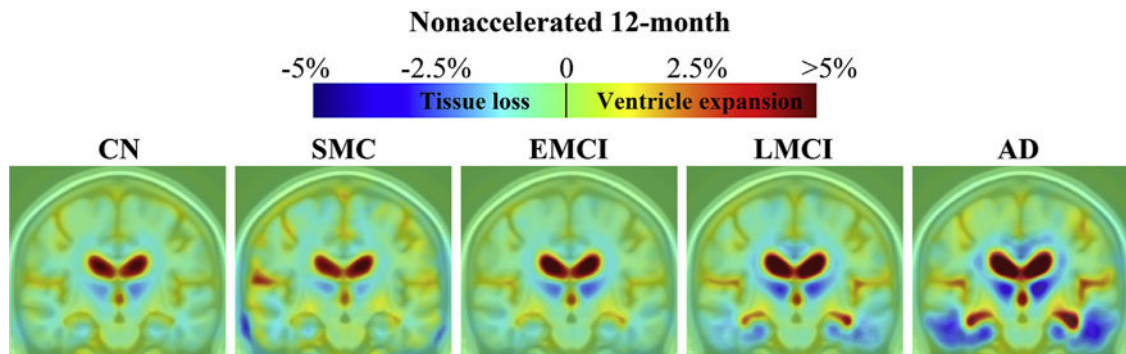 Nonaccelerated 12-month
-5% -2.5% 0 2.5% >5%
Tissue loss Ventricle expansion
CN SMC EMCI LMCI AD